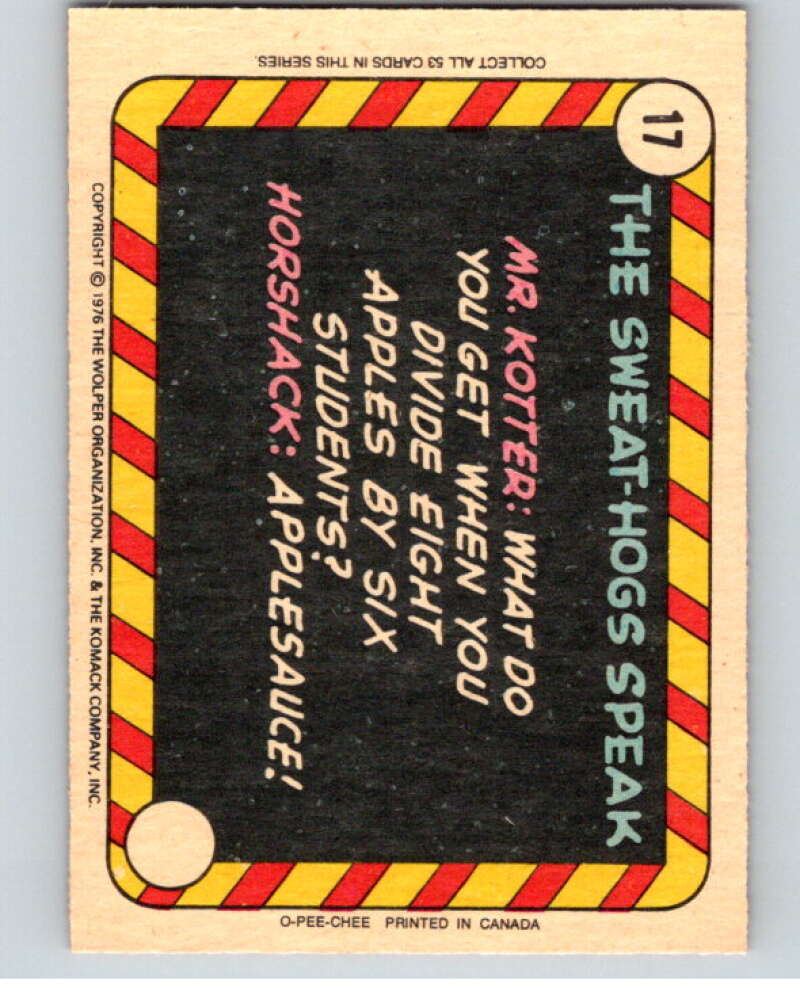 17
THE SWEAT-HOGS SPEAK
MR. KOTTER: WHAT DO
YOU GET WHEN YOU
DIVIDE EIGHT
APPLES BY SIX
STUDENTS?
HORSHACK: APPLESAUCE!
COPYRIGHT © 1976 THE WOLPER ORGANIZATION, INC. & THE KOMACK COMPANY, INC.
COLLECT ALL 53 CARDS IN THIS SERIES.
O-PEE-CHEE PRINTED IN CANADA